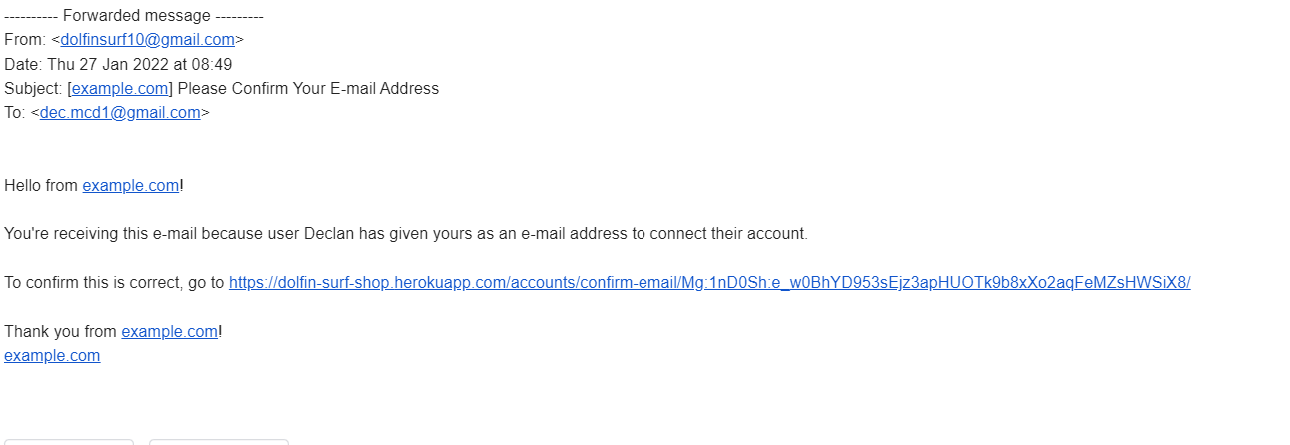 ---------- Forwarded message ---------
From: <dolfinsurf10@gmail.com>
Date: Thu 27 Jan 2022 at 08:49
Subject: [example.com] Please Confirm Your E-mail Address
To: <dec.mcd1@gmail.com>
Hello from example.com!
You're receiving this e-mail because user Declan has given yours as an e-mail address to connect their account.
To confirm this is correct, go to https://dolfin-surf-shop.herokuapp.com/accounts/confirm-email/Mg:1nD0Sh:e_w0BhYD953sEjz3apHUOTk9b8xXo2aqFeMZsHWSiX8/
Thank you from example.com!
example.com